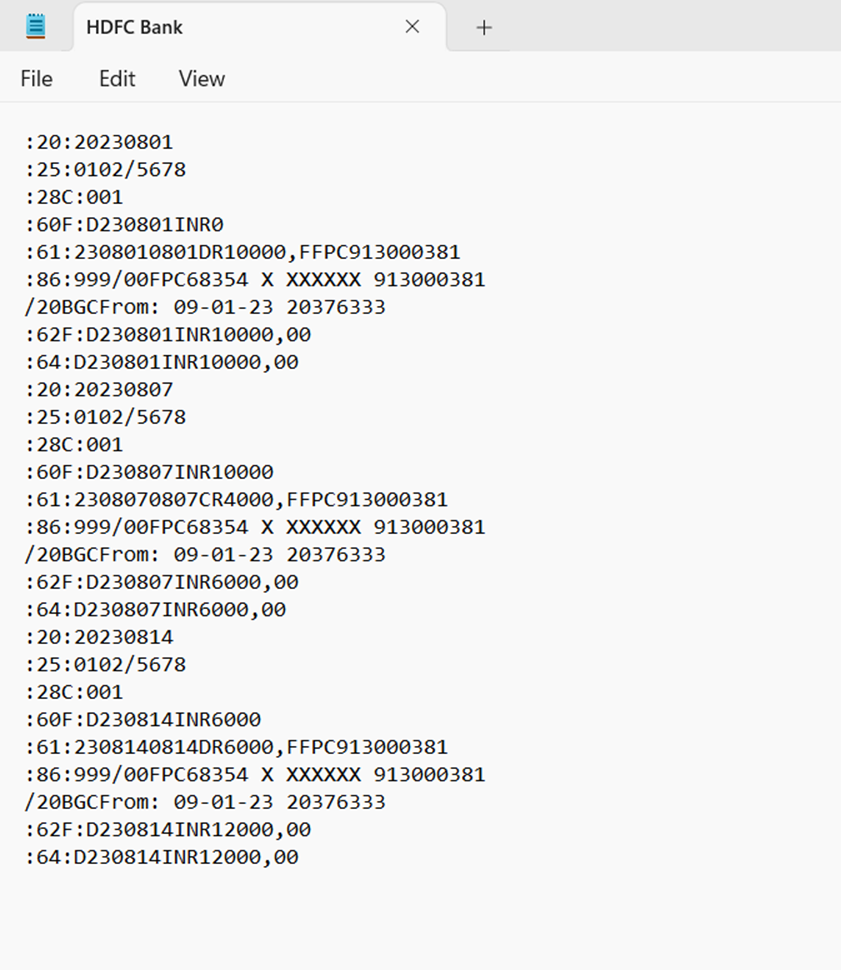 HDFC Bank
File Edit View
:20:20230801
:25:0102/5678
:28C:001
:60F:D230801INR0
:61:2308010801DR10000,FFPC913000381
:86:999/00FPC68354 X XXXXXX 913000381
/20BGCFrom: 09-01-23 20376333
:62F:D230801INR10000,00
:64:D230801INR10000,00
:20:20230807
:25:0102/5678
:28C:001
:60F:D230807INR10000
:61:2308070807CR4000,FFPC913000381
:86:999/00FPC68354 X XXXXXX 913000381
/20BGCFrom: 09-01-23 20376333
:62F:D230807INR6000,00
:64:D230807INR6000,00
:20:20230814
:25:0102/5678
:28C:001
:60F:D230814INR6000
:61:2308140814DR6000,FFPC913000381
:86:999/00FPC68354 X XXXXXX 913000381
/20BGCFrom: 09-01-23 20376333
:62F:D230814INR12000,00
:64:D230814INR12000,00